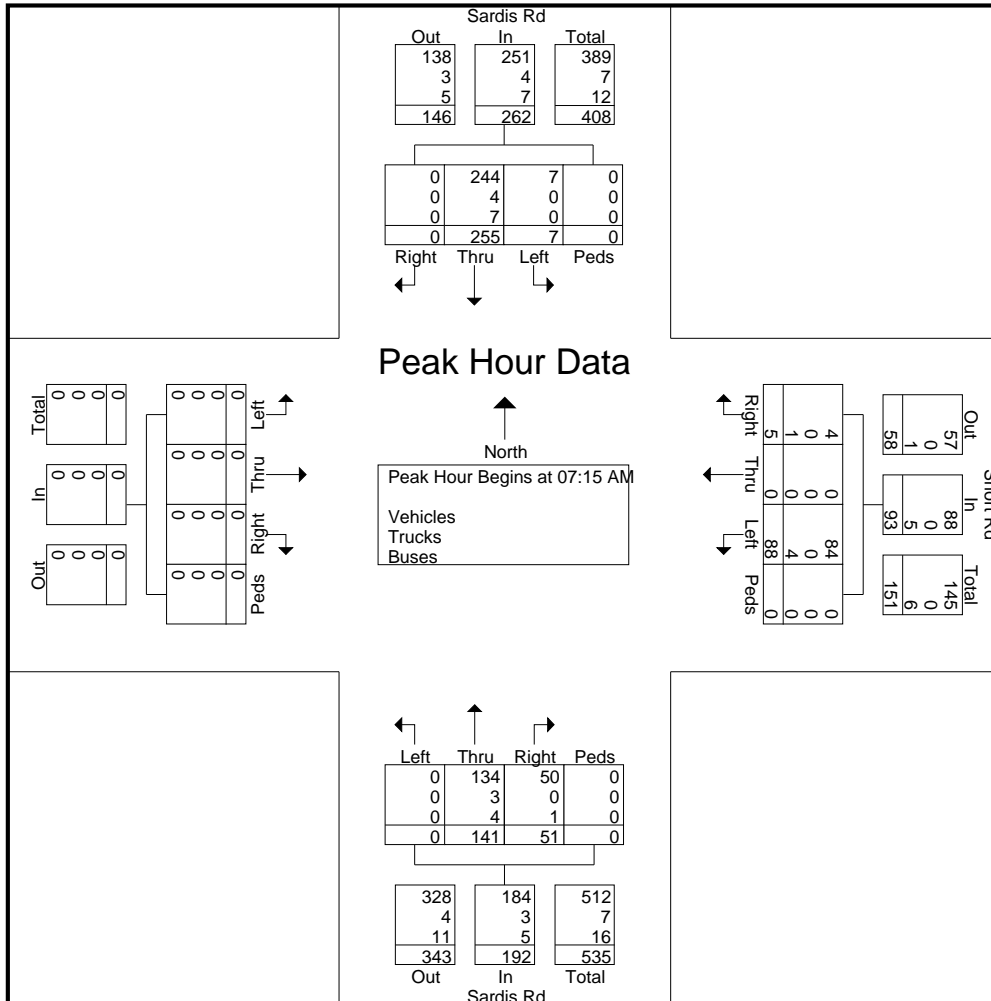 Sardis Rd
Out In Total
138 251 389
3 4 7
5 7 12
146 262 408
0 244 7 0
0 4 0 0
0 7 0 0
0 255 7 0
Right Thru Left Peds
Peak Hour Data
North
Peak Hour Begins at 07:15 AM
Vehicles
Trucks
Buses
Total
0 0 0 0
In
0 0 0 0
Out
0 0 0 0
Left
0 0 0 0
Thru
0 0 0 0
Right
0 0 0 0
Peds
0 0 0 0
Right
4 0 1 5
Thru
0 0 0 0
Left
84 0 4 88
Peds
0 0 0 0
Short Rd
Out
57 0 1 58
In
88 0 5 93
Total
145 0 6 151
Left Thru Right Peds
0 134 50 0
0 3 0 0
0 4 1 0
0 141 51 0
328 184 512
4 3 7
11 5 16
343 192 535
Out In Total
Sardis Rd